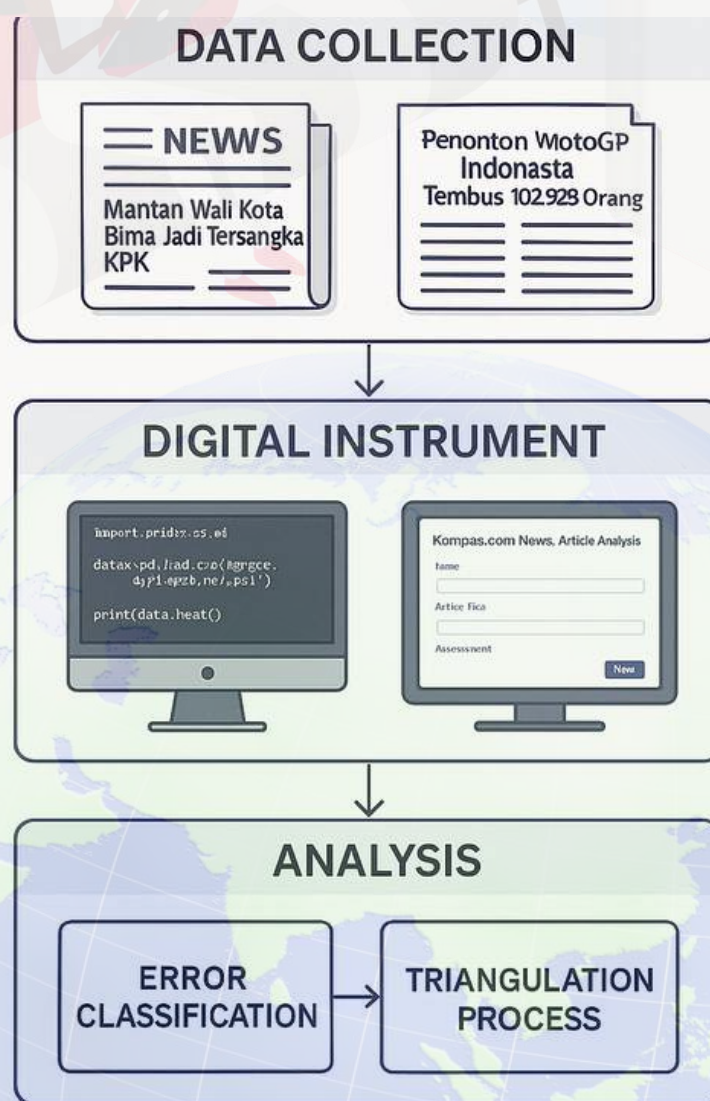 DATA COLLECTION
NEWS
Mantan Wali Kota
Bima Jadi Tersangka
KPK
Penonton MotoGP
Indonasta
Tembus 102.928 Orang
DIGITAL INSTRUMENT
print(data.heat()
Kompas.com News, Article Analysis
Artice Fica
Assessnent
New
ANALYSIS
ERROR
CLASSIFICATION
TRIANGULATION
PROCESS